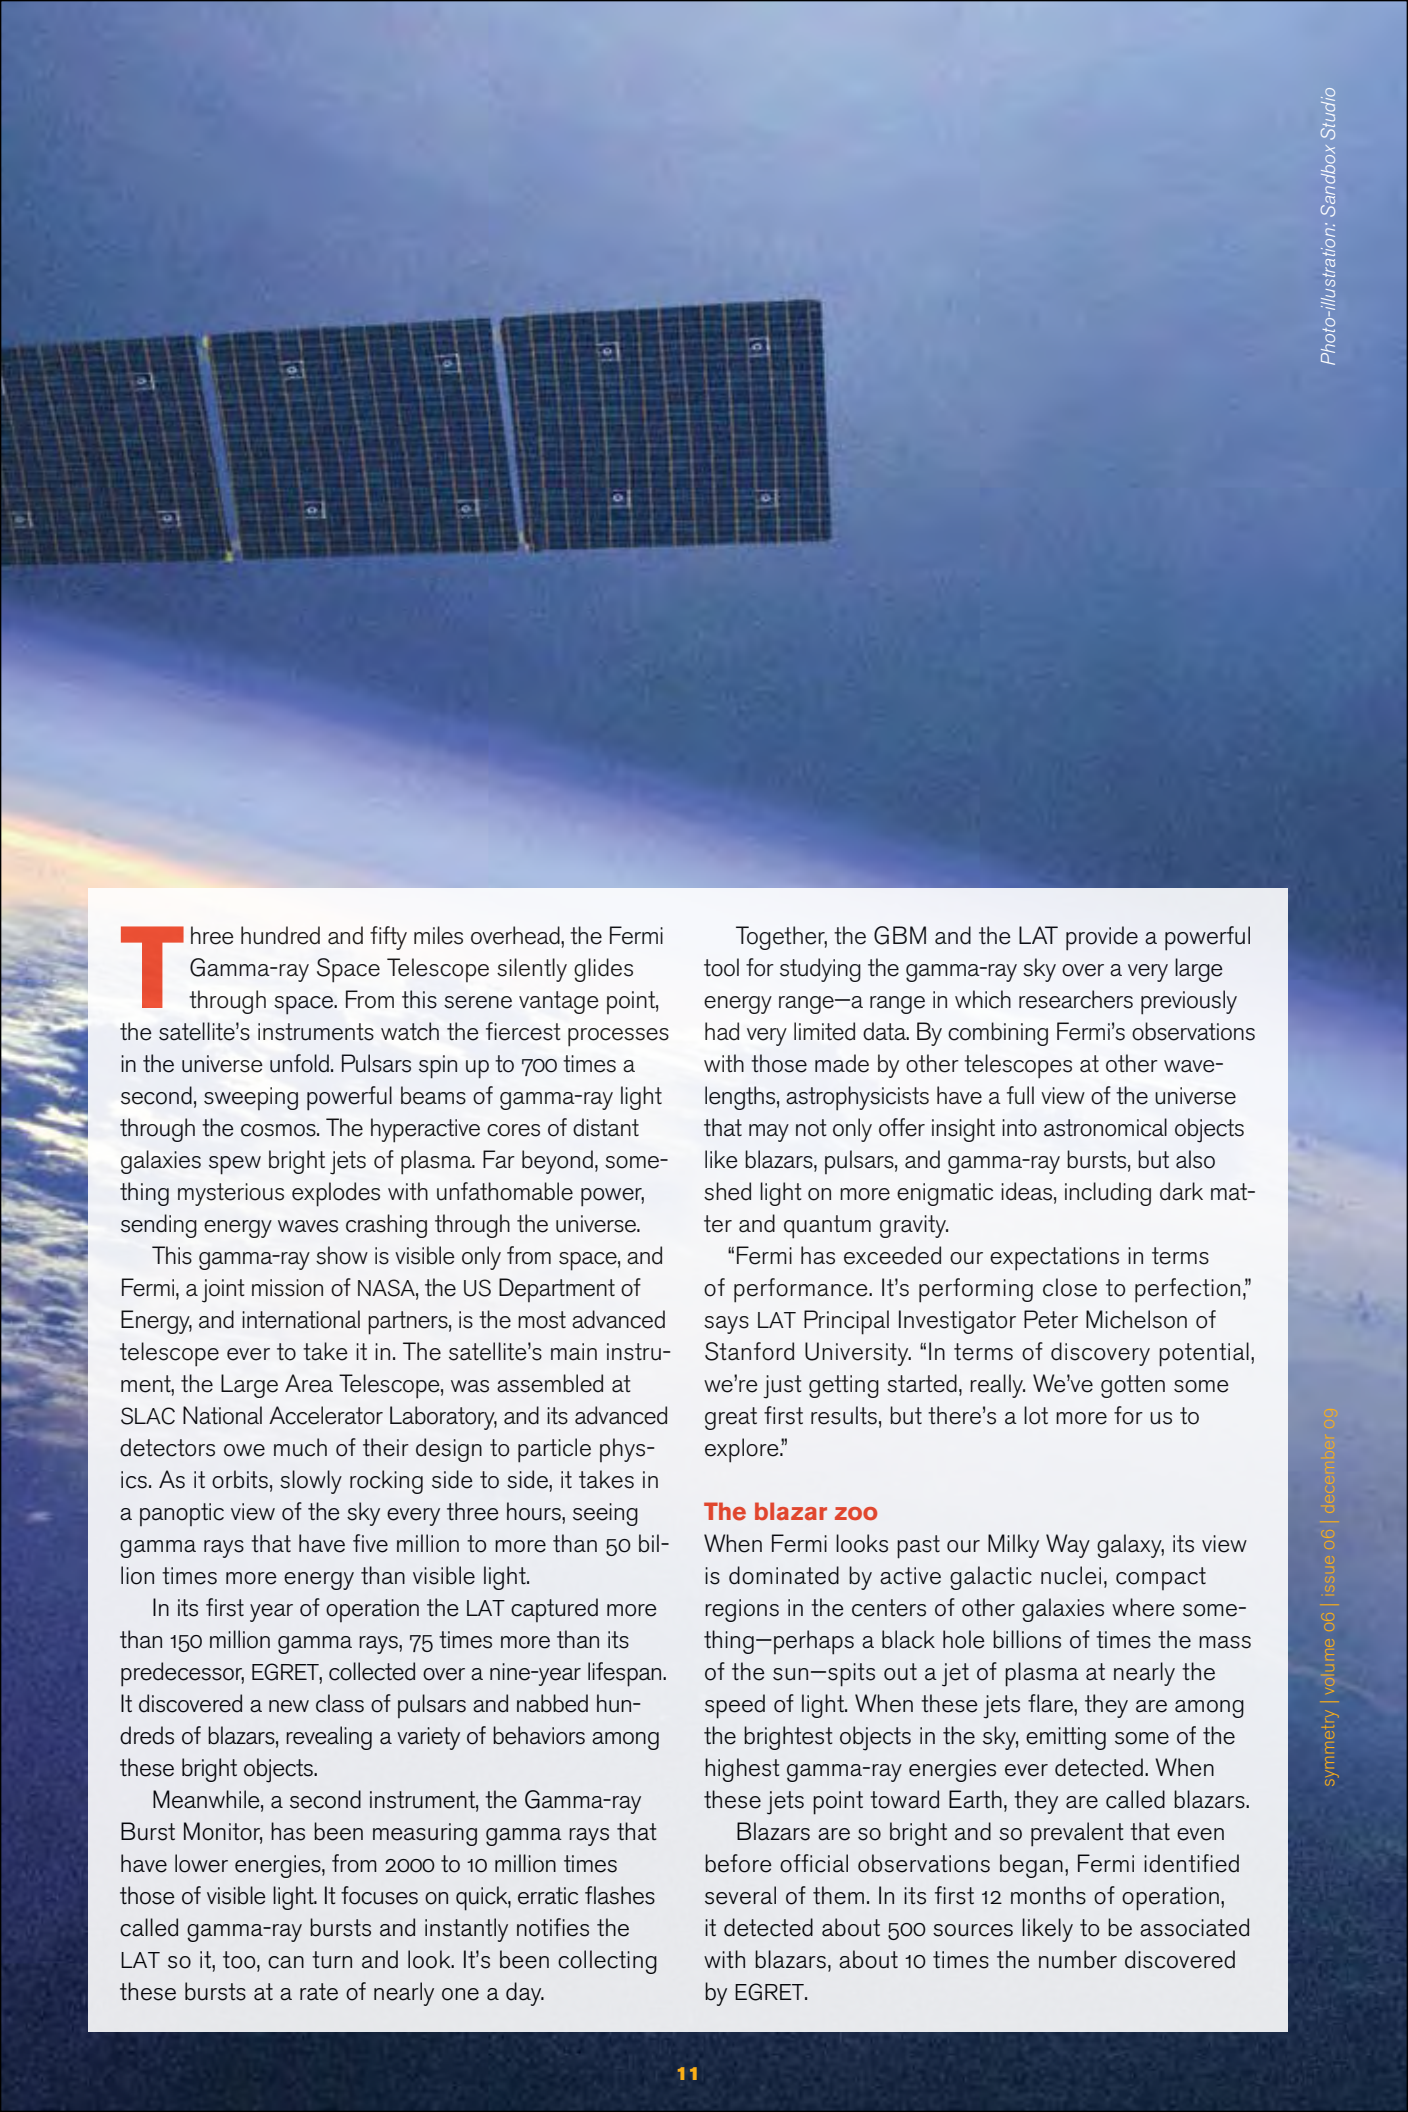 Photo-illustration: Sandbox Studio
Three hundred and fifty miles overhead, the Fermi
Gamma-ray Space Telescope silently glides
through space. From this serene vantage point,
the satellite’s instruments watch the fiercest processes
in the universe unfold. Pulsars spin up to 700 times a
second, sweeping powerful beams of gamma-ray light
through the cosmos. The hyperactive cores of distant
galaxies spew bright jets of plasma. Far beyond, some-
thing mysterious explodes with unfathomable power,
sending energy waves crashing through the universe.
This gamma-ray show is visible only from space, and
Fermi, a joint mission of NASA, the US Department of
Energy, and international partners, is the most advanced
telescope ever to take it in. The satellite’s main instru-
ment, the Large Area Telescope, was assembled at
SLAC National Accelerator Laboratory, and its advanced
detectors owe much of their design to particle phys-
ics. As it orbits, slowly rocking side to side, it takes in
a panoptic view of the sky every three hours, seeing
gamma rays that have five million to more than 50 bil-
lion times more energy than visible light.
In its first year of operation the LAT captured more
than 150 million gamma rays, 75 times more than its
predecessor, EGRET, collected over a nine-year lifespan.
It discovered a new class of pulsars and nabbed hun-
dreds of blazars, revealing a variety of behaviors among
these bright objects.
Meanwhile, a second instrument, the Gamma-ray
Burst Monitor, has been measuring gamma rays that
have lower energies, from 2000 to 10 million times
those of visible light. It focuses on quick, erratic flashes
called gamma-ray bursts and instantly notifies the
LAT so it, too, can turn and look. It’s been collecting
these bursts at a rate of nearly one a day.
Together, the GBM and the LAT provide a powerful
tool for studying the gamma-ray sky over a very large
energy range—a range in which researchers previously
had very limited data. By combining Fermi’s observations
with those made by other telescopes at other wave-
lengths, astrophysicists have a full view of the universe
that may not only offer insight into astronomical objects
like blazars, pulsars, and gamma-ray bursts, but also
shed light on more enigmatic ideas, including dark mat-
ter and quantum gravity.
“Fermi has exceeded our expectations in terms
of performance. It’s performing close to perfection,”
says LAT Principal Investigator Peter Michelson of
Stanford University. “In terms of discovery potential,
we’re just getting started, really. We’ve gotten some
great first results, but there’s a lot more for us to
explore.”
The blazar zoo
When Fermi looks past our Milky Way galaxy, its view
is dominated by active galactic nuclei, compact
regions in the centers of other galaxies where some-
thing—perhaps a black hole billions of times the mass
of the sun—spits out a jet of plasma at nearly the
speed of light. When these jets flare, they are among
the brightest objects in the sky, emitting some of the
highest gamma-ray energies ever detected. When
these jets point toward Earth, they are called blazars.
Blazars are so bright and so prevalent that even
before official observations began, Fermi identified
several of them. In its first 12 months of operation,
it detected about 500 sources likely to be associated
with blazars, about 10 times the number discovered
by EGRET.
symmetry | volume 06 | issue 06 | december 09
11